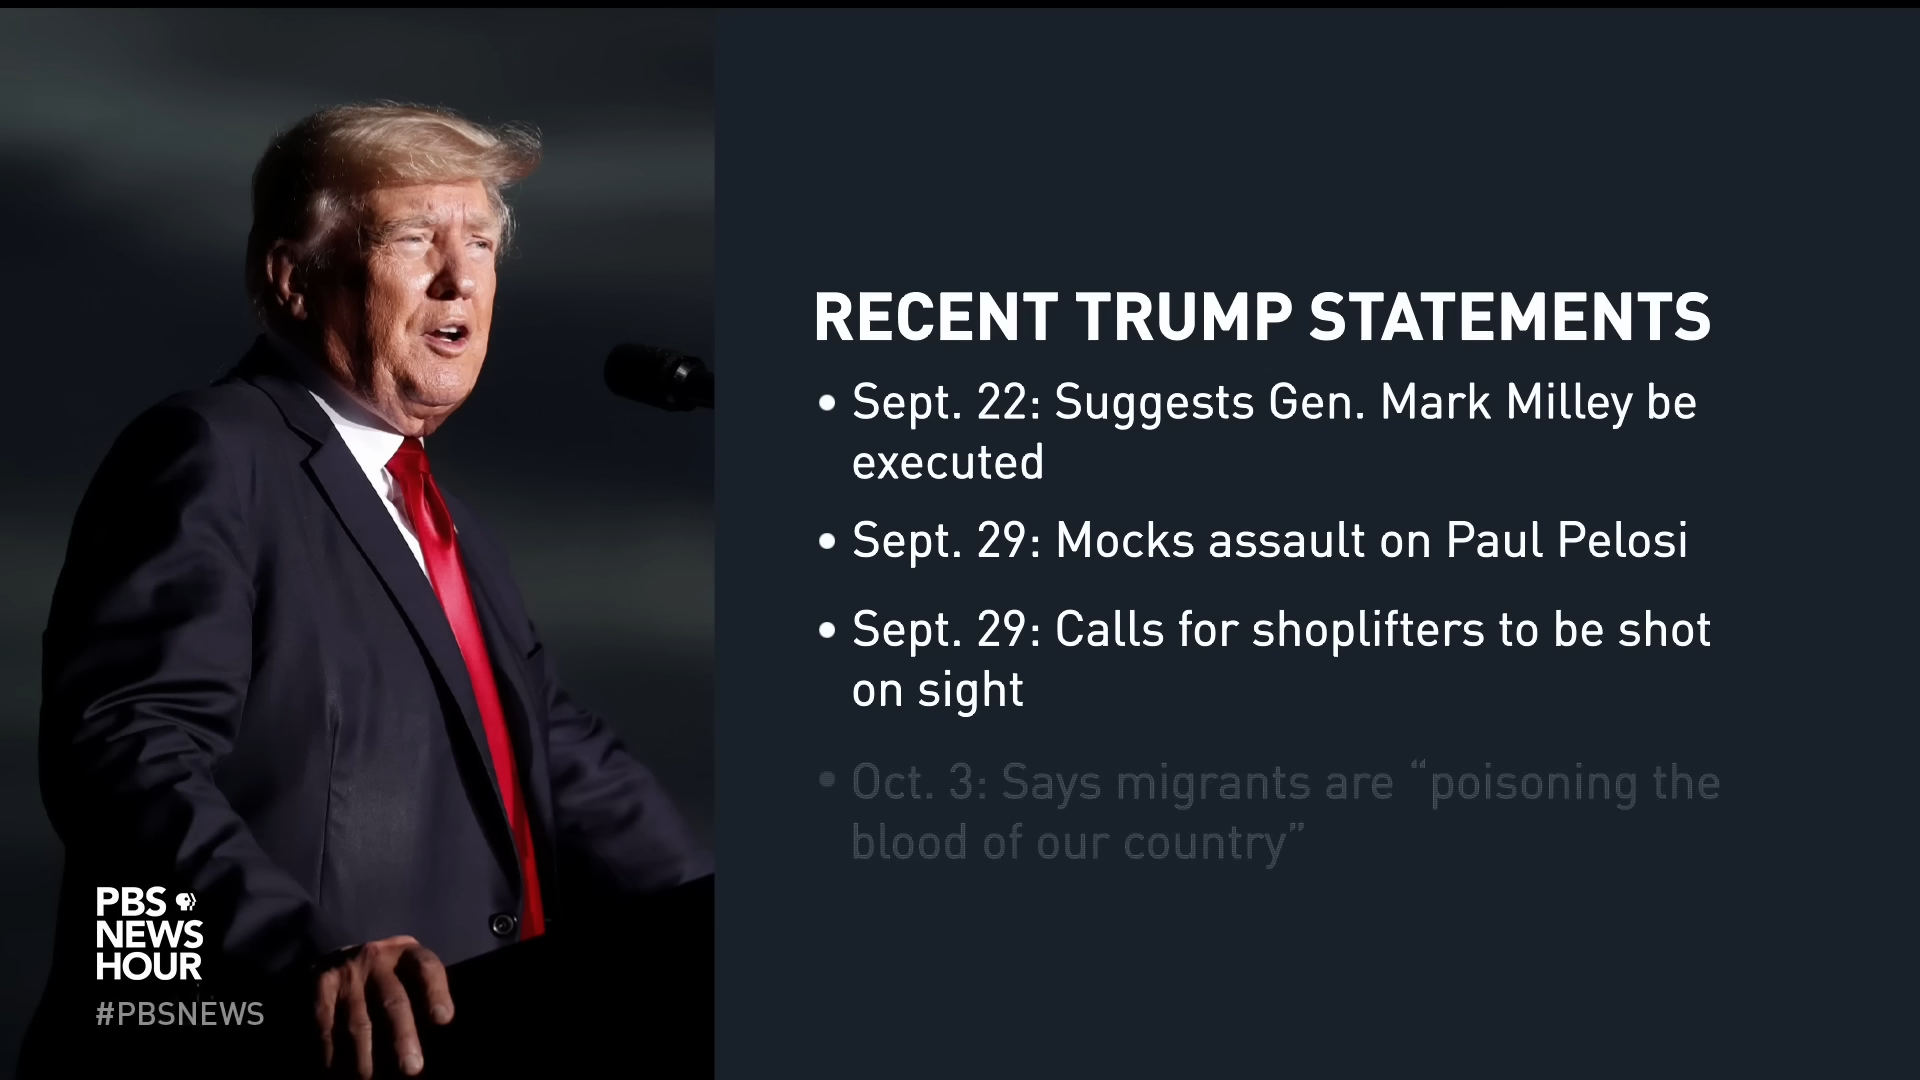 RECENT TRUMP STATEMENTS
• Sept. 22: Suggests Gen. Mark Milley be
executed
• Sept. 29: Mocks assault on Paul Pelosi
• Sept. 29: Calls for shoplifters to be shot
on sight
• Oct. 3: Says migrants are “poisoning the
blood of our country”
PBS
NEWS
HOUR
#PBSNEWS